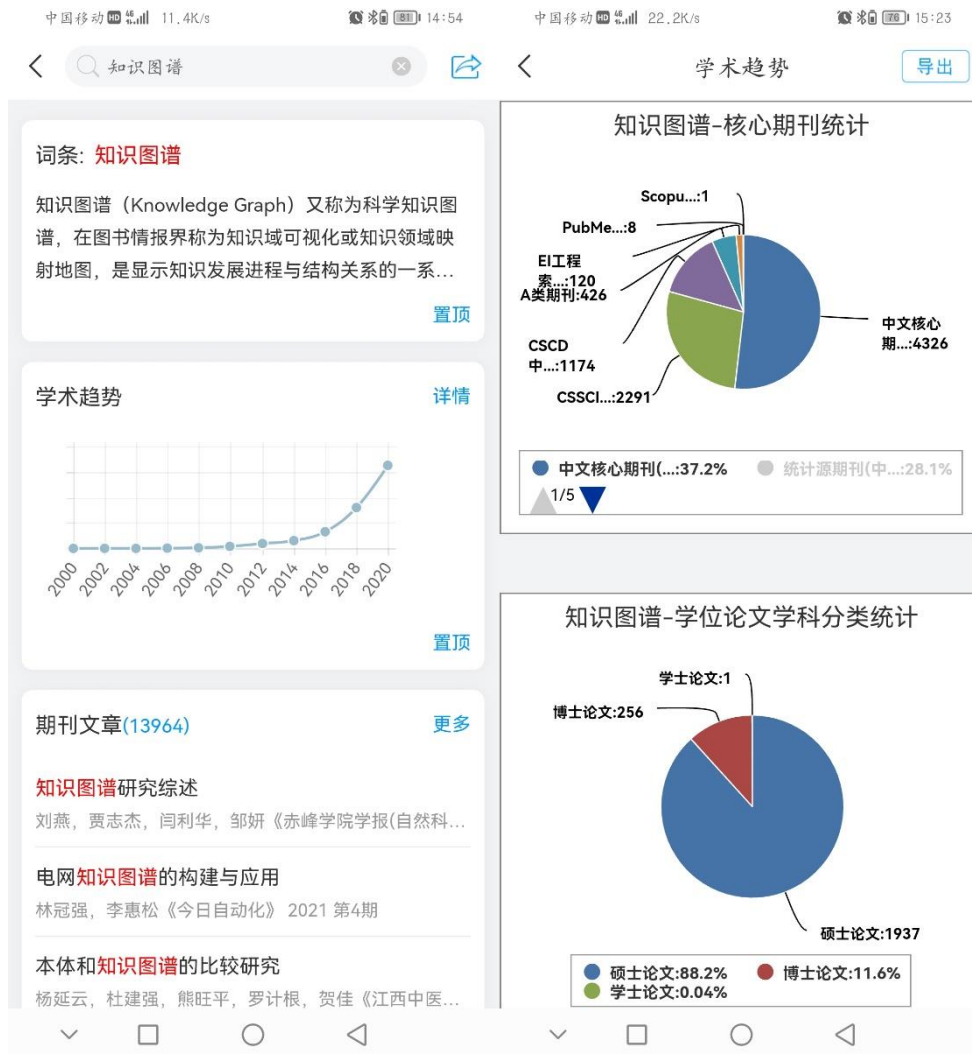 中国移动 HD 4G 11.4K/s 81 14:54
知识图谱
词条: 知识图谱
知识图谱（Knowledge Graph）又称为科学知识图
谱，在图书情报界称为知识域可视化或知识领域映
射地图，是显示知识发展进程与结构关系的一系...
置顶
学术趋势 详情
2000 2002 2004 2006 2008 2010 2012 2014 2016 2018 2020
置顶
期刊文章(13964) 更多
知识图谱研究综述
刘燕，贾志杰，闫利华，邹妍《赤峰学院学报(自然科...
电网知识图谱的构建与应用
林冠强，李惠松《今日自动化》 2021 第4期
本体和知识图谱的比较研究
杨延云，杜建强，熊旺平，罗计根，贺佳《江西中医...
中国移动 HD 4G 22.2K/s 76 15:23
学术趋势 导出
知识图谱-核心期刊统计
Scopu...:1
PubMe...:8
EI工程
索...:120
A类期刊:426
CSCD
中...:1174
CSSCI...:2291
中文核心
期...:4326
中文核心期刊(...:37.2% 统计源期刊(中...:28.1%
1/5
知识图谱-学位论文学科分类统计
学士论文:1
博士论文:256
硕士论文:1937
硕士论文:88.2% 博士论文:11.6%
学士论文:0.04%